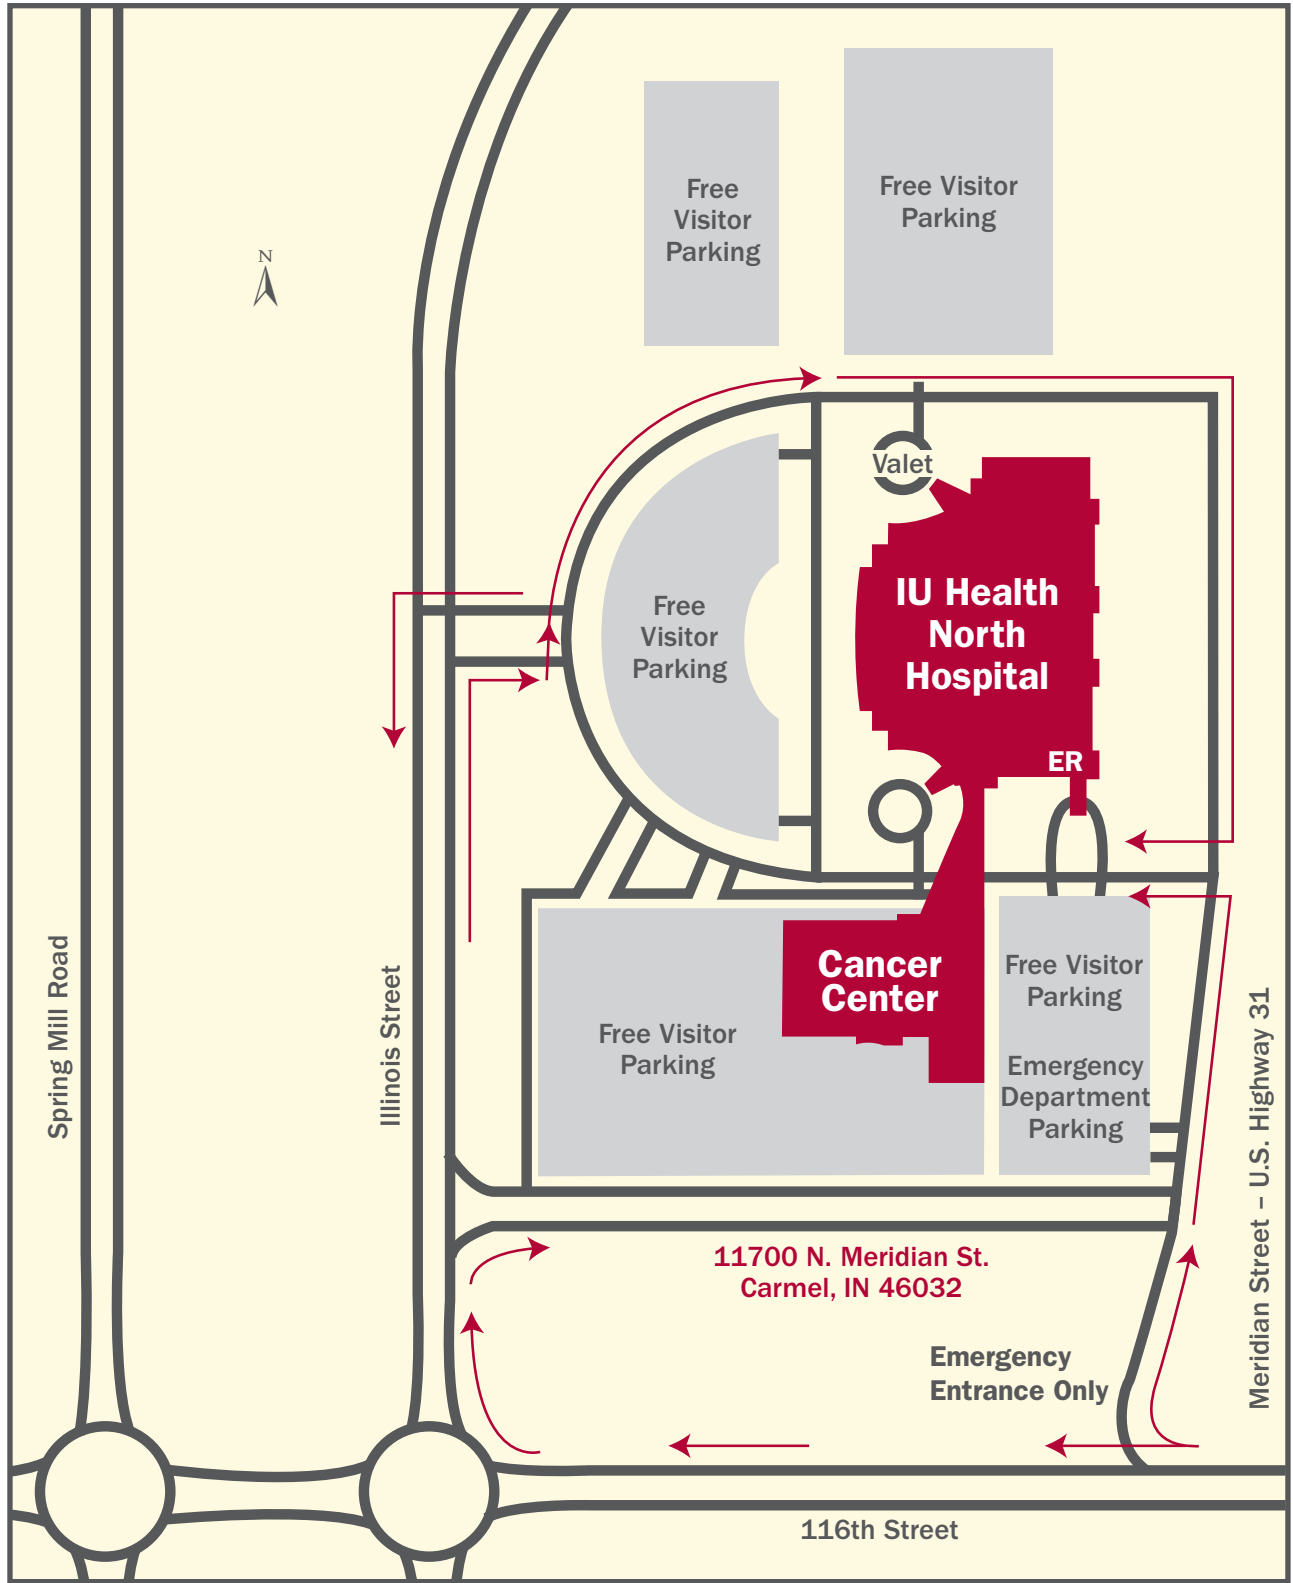 Free
Visitor
Parking
Free Visitor
Parking
N
Valet
IU Health
North
Hospital
Free
Visitor
Parking
ER
Cancer
Center
Free Visitor
Parking
Free Visitor
Parking
Emergency
Department
Parking
Spring Mill Road
Illinois Street
Meridian Street – U.S. Highway 31
11700 N. Meridian St.
Carmel, IN 46032
Emergency
Entrance Only
116th Street